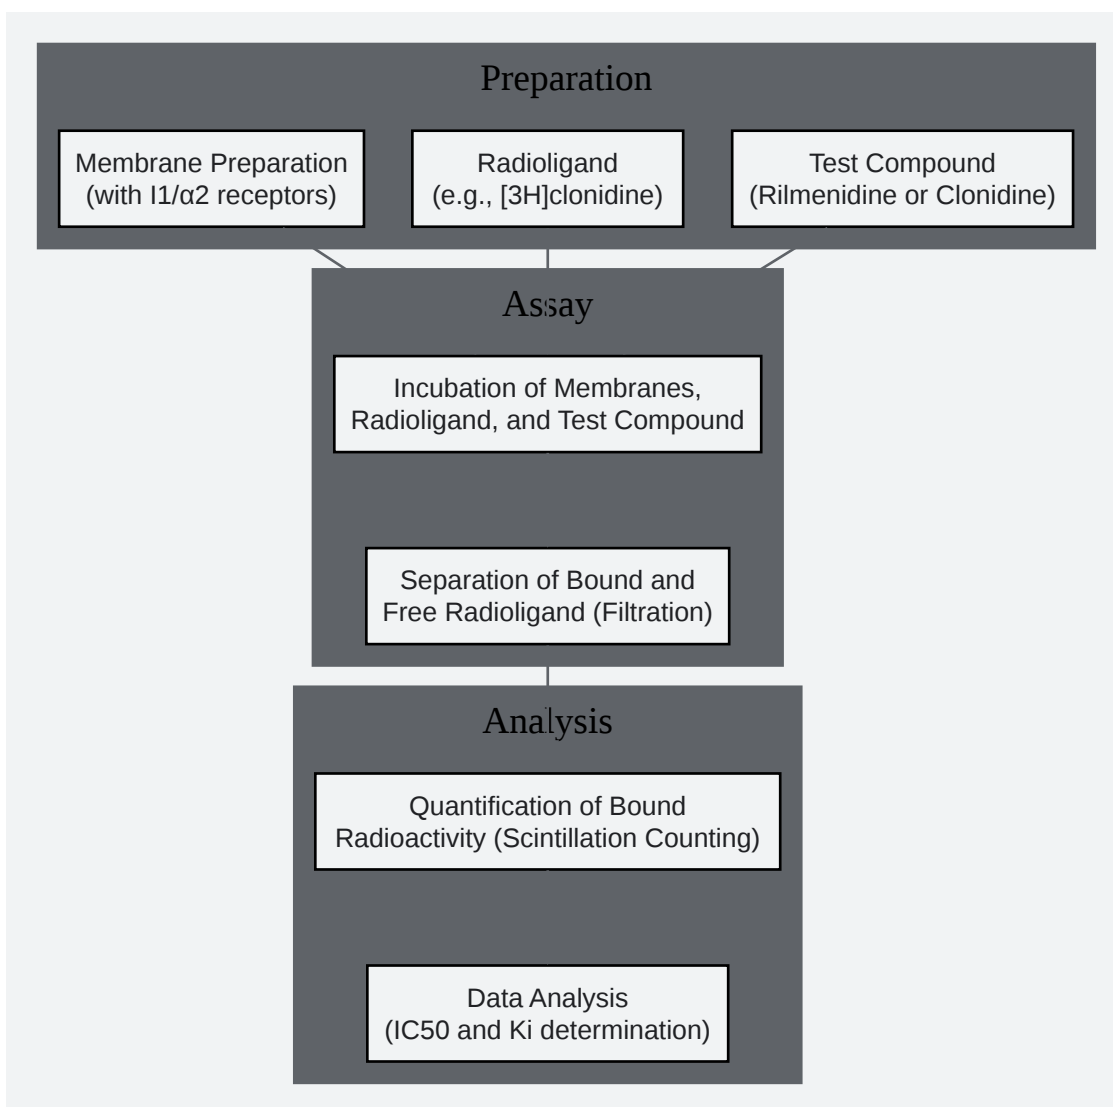 Preparation
Membrane Preparation
(with I1/α2 receptors)
Radioligand
(e.g., [3H]clonidine)
Test Compound
(Rilmenidine or Clonidine)
Assay
Incubation of Membranes,
Radioligand, and Test Compound
Separation of Bound and
Free Radioligand (Filtration)
Analysis
Quantification of Bound
Radioactivity (Scintillation Counting)
Data Analysis
(IC50 and Ki determination)